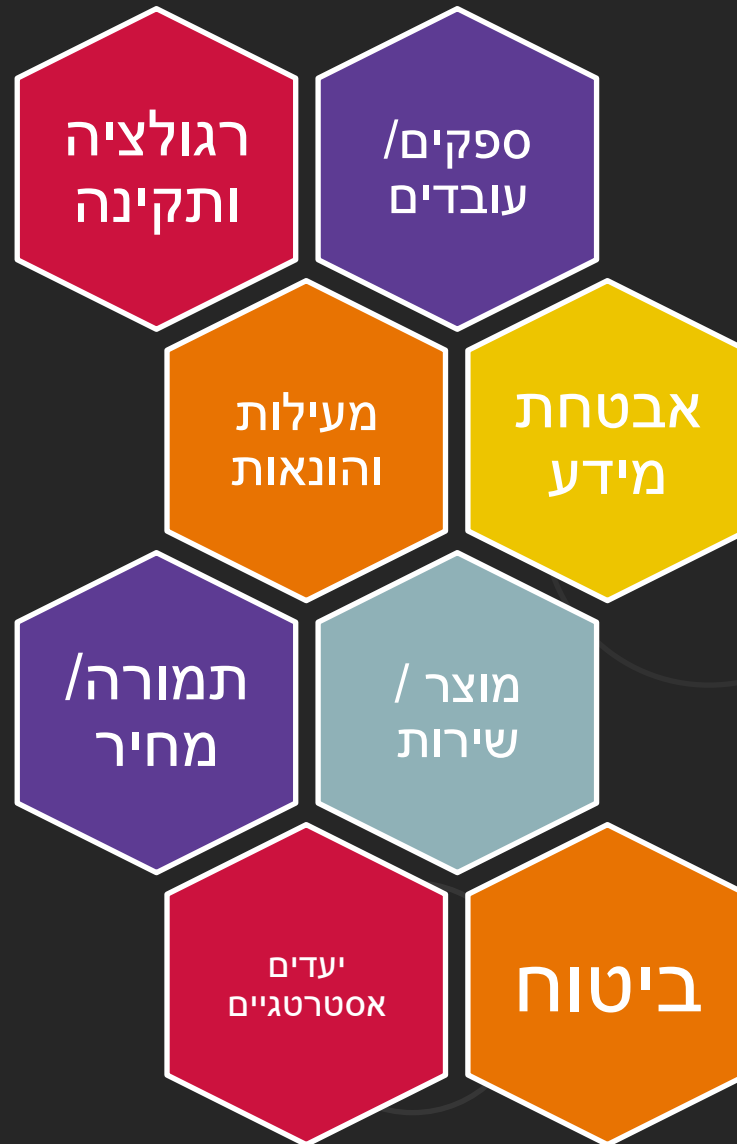 ספקים/
עובדים
רגולציה
ותקינה
אבטחת
מידע
מעילות
והונאות
מוצר /
שירות
תמורה/
מחיר
ביטוח
יעדים
אסטרטגיים